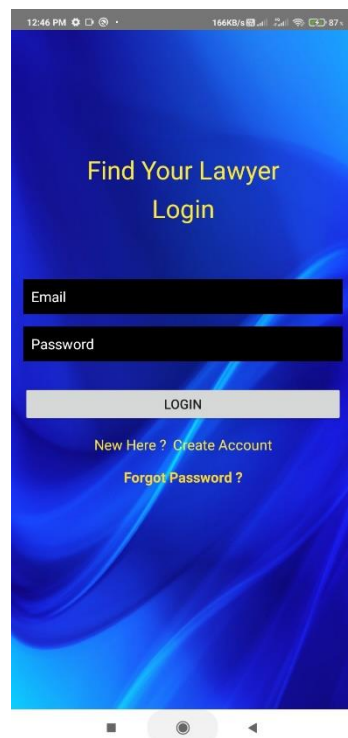 12:46 PM 166KB/s 87%
Find Your Lawyer
Login
Email
Password
LOGIN
New Here ? Create Account
Forgot Password ?